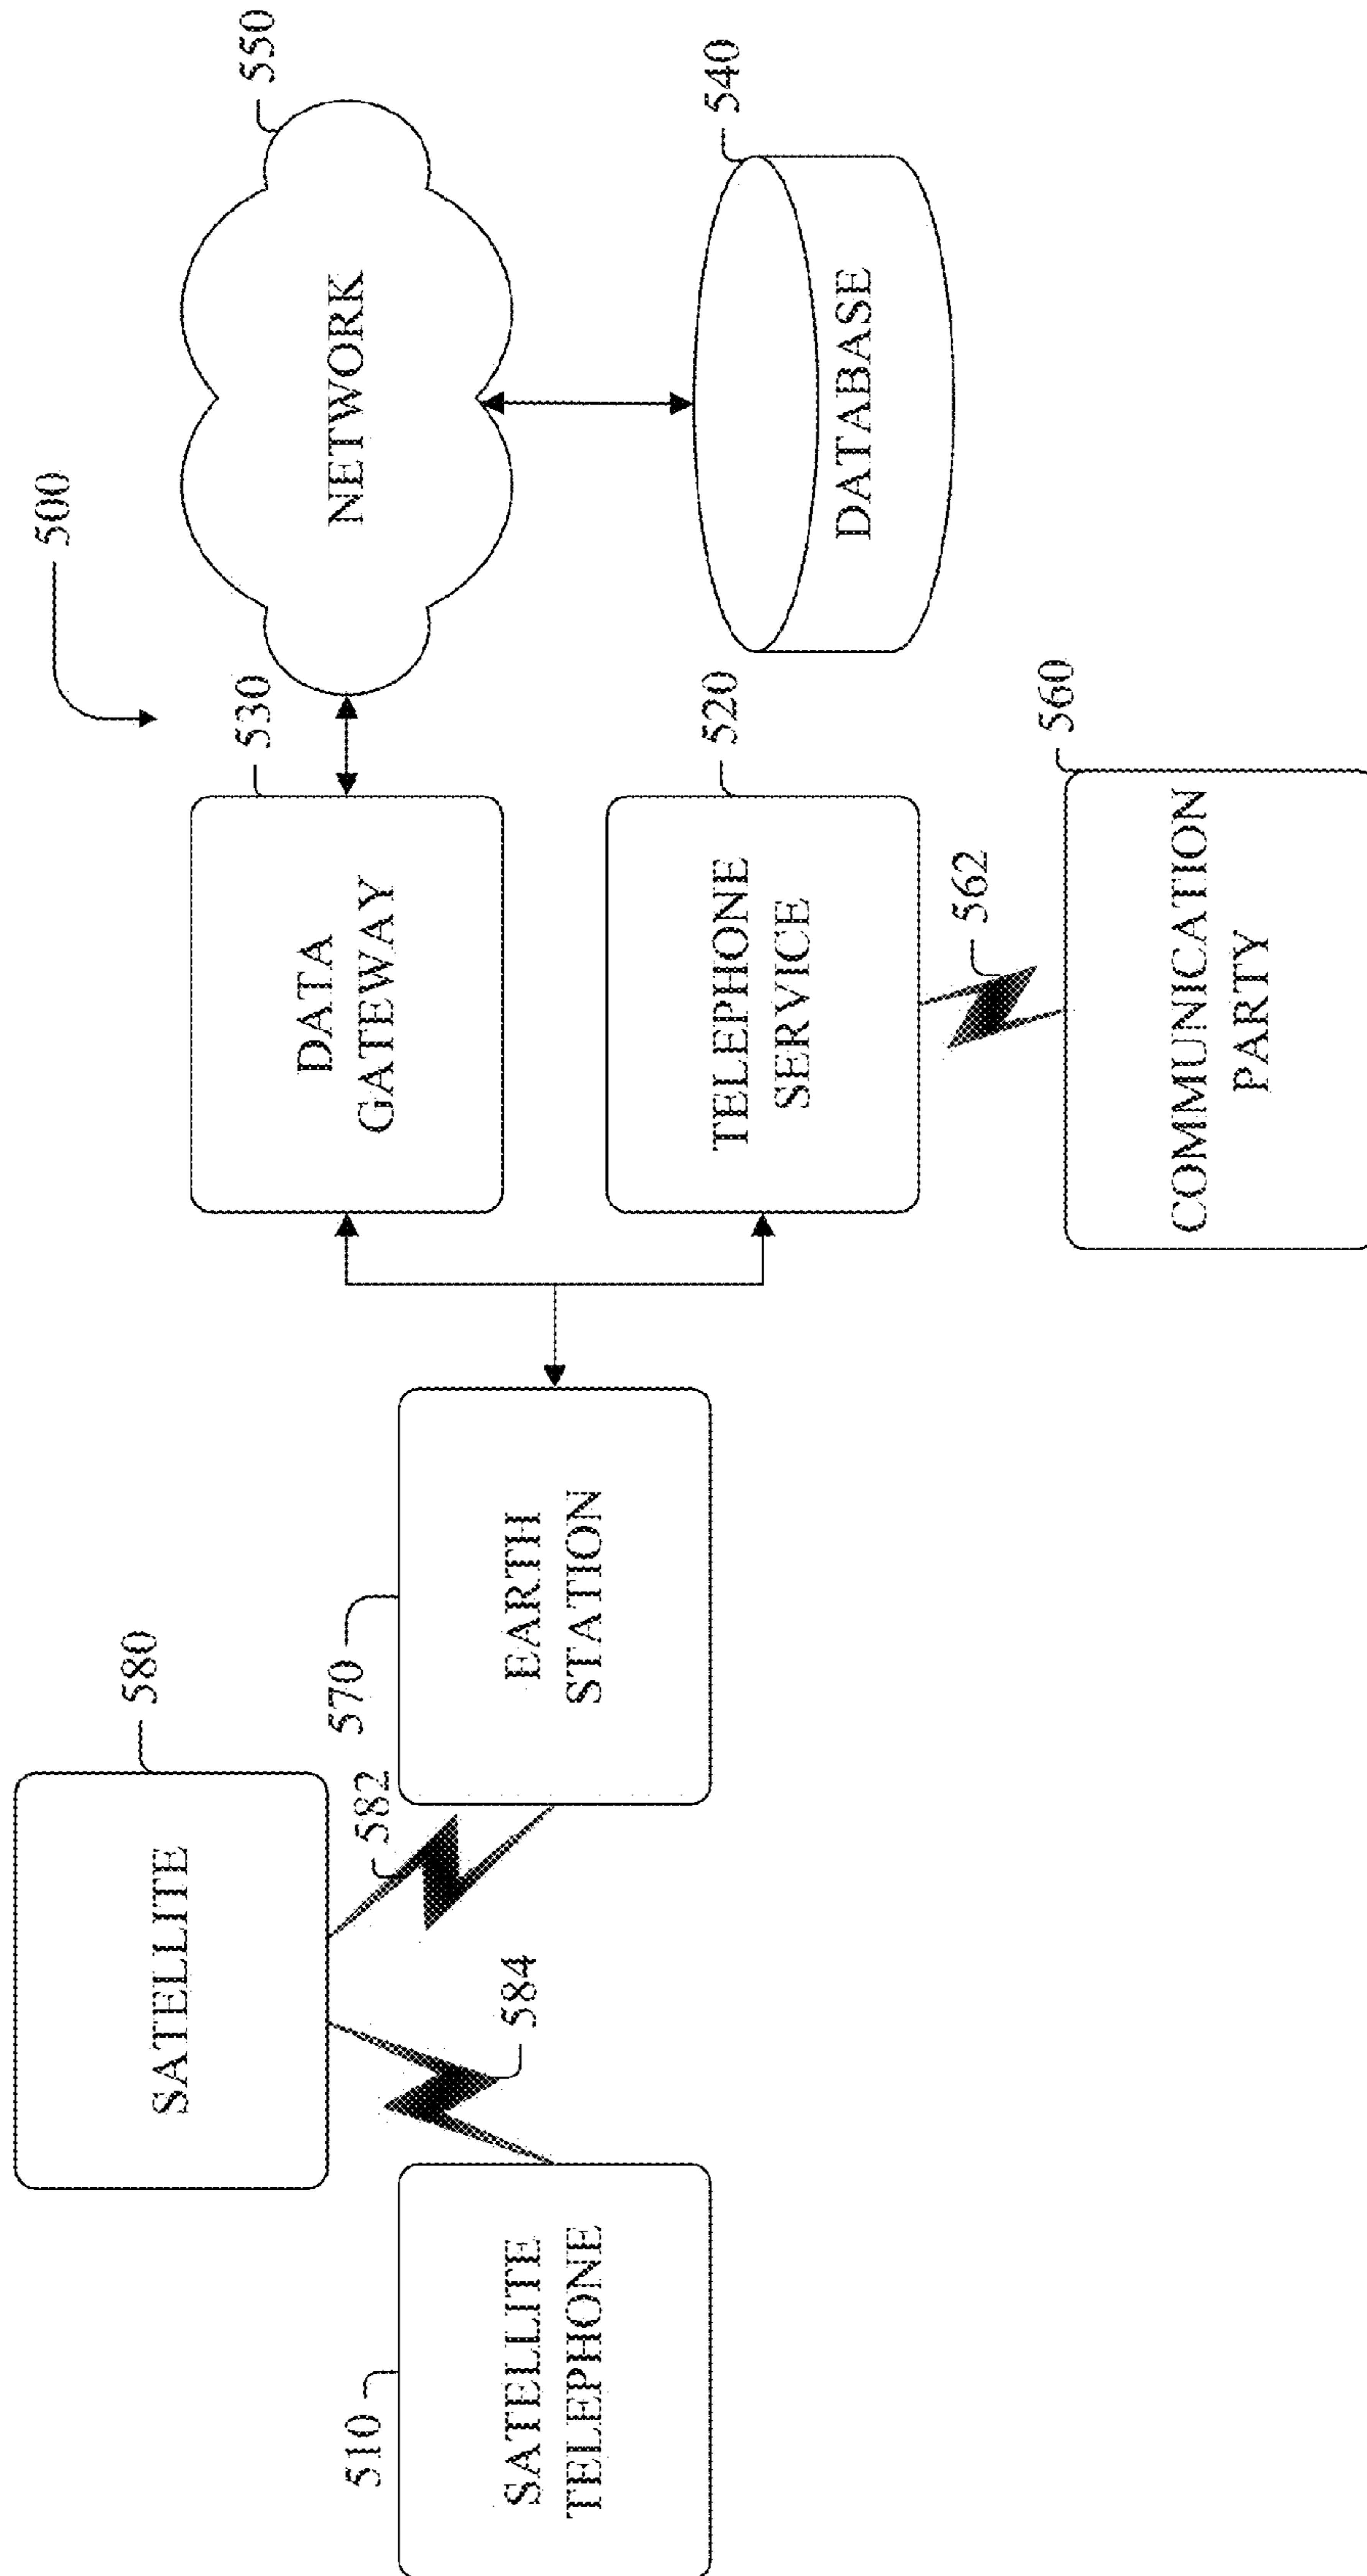 500
580
SATELLITE
510
SATELLITE
TELEPHONE
584
582
570
EARTH
STATION
530
DATA
GATEWAY
550
NETWORK
520
TELEPHONE
SERVICE
540
DATABASE
562
560
COMMUNICATION
PARTY